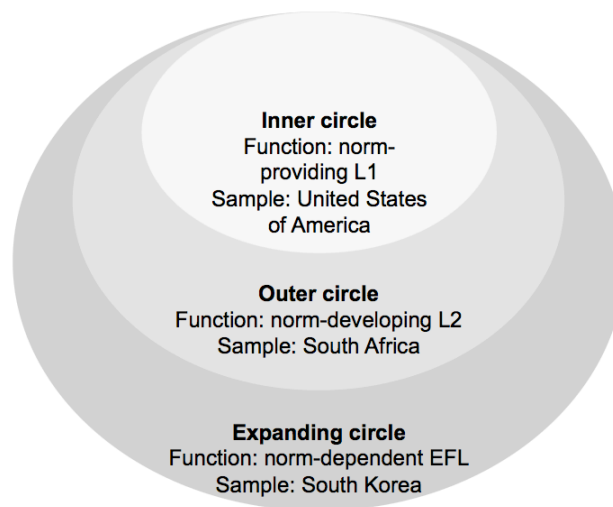 Inner circle
Function: norm-
providing L1
Sample: United States
of America
Outer circle
Function: norm-developing L2
Sample: South Africa
Expanding circle
Function: norm-dependent EFL
Sample: South Korea